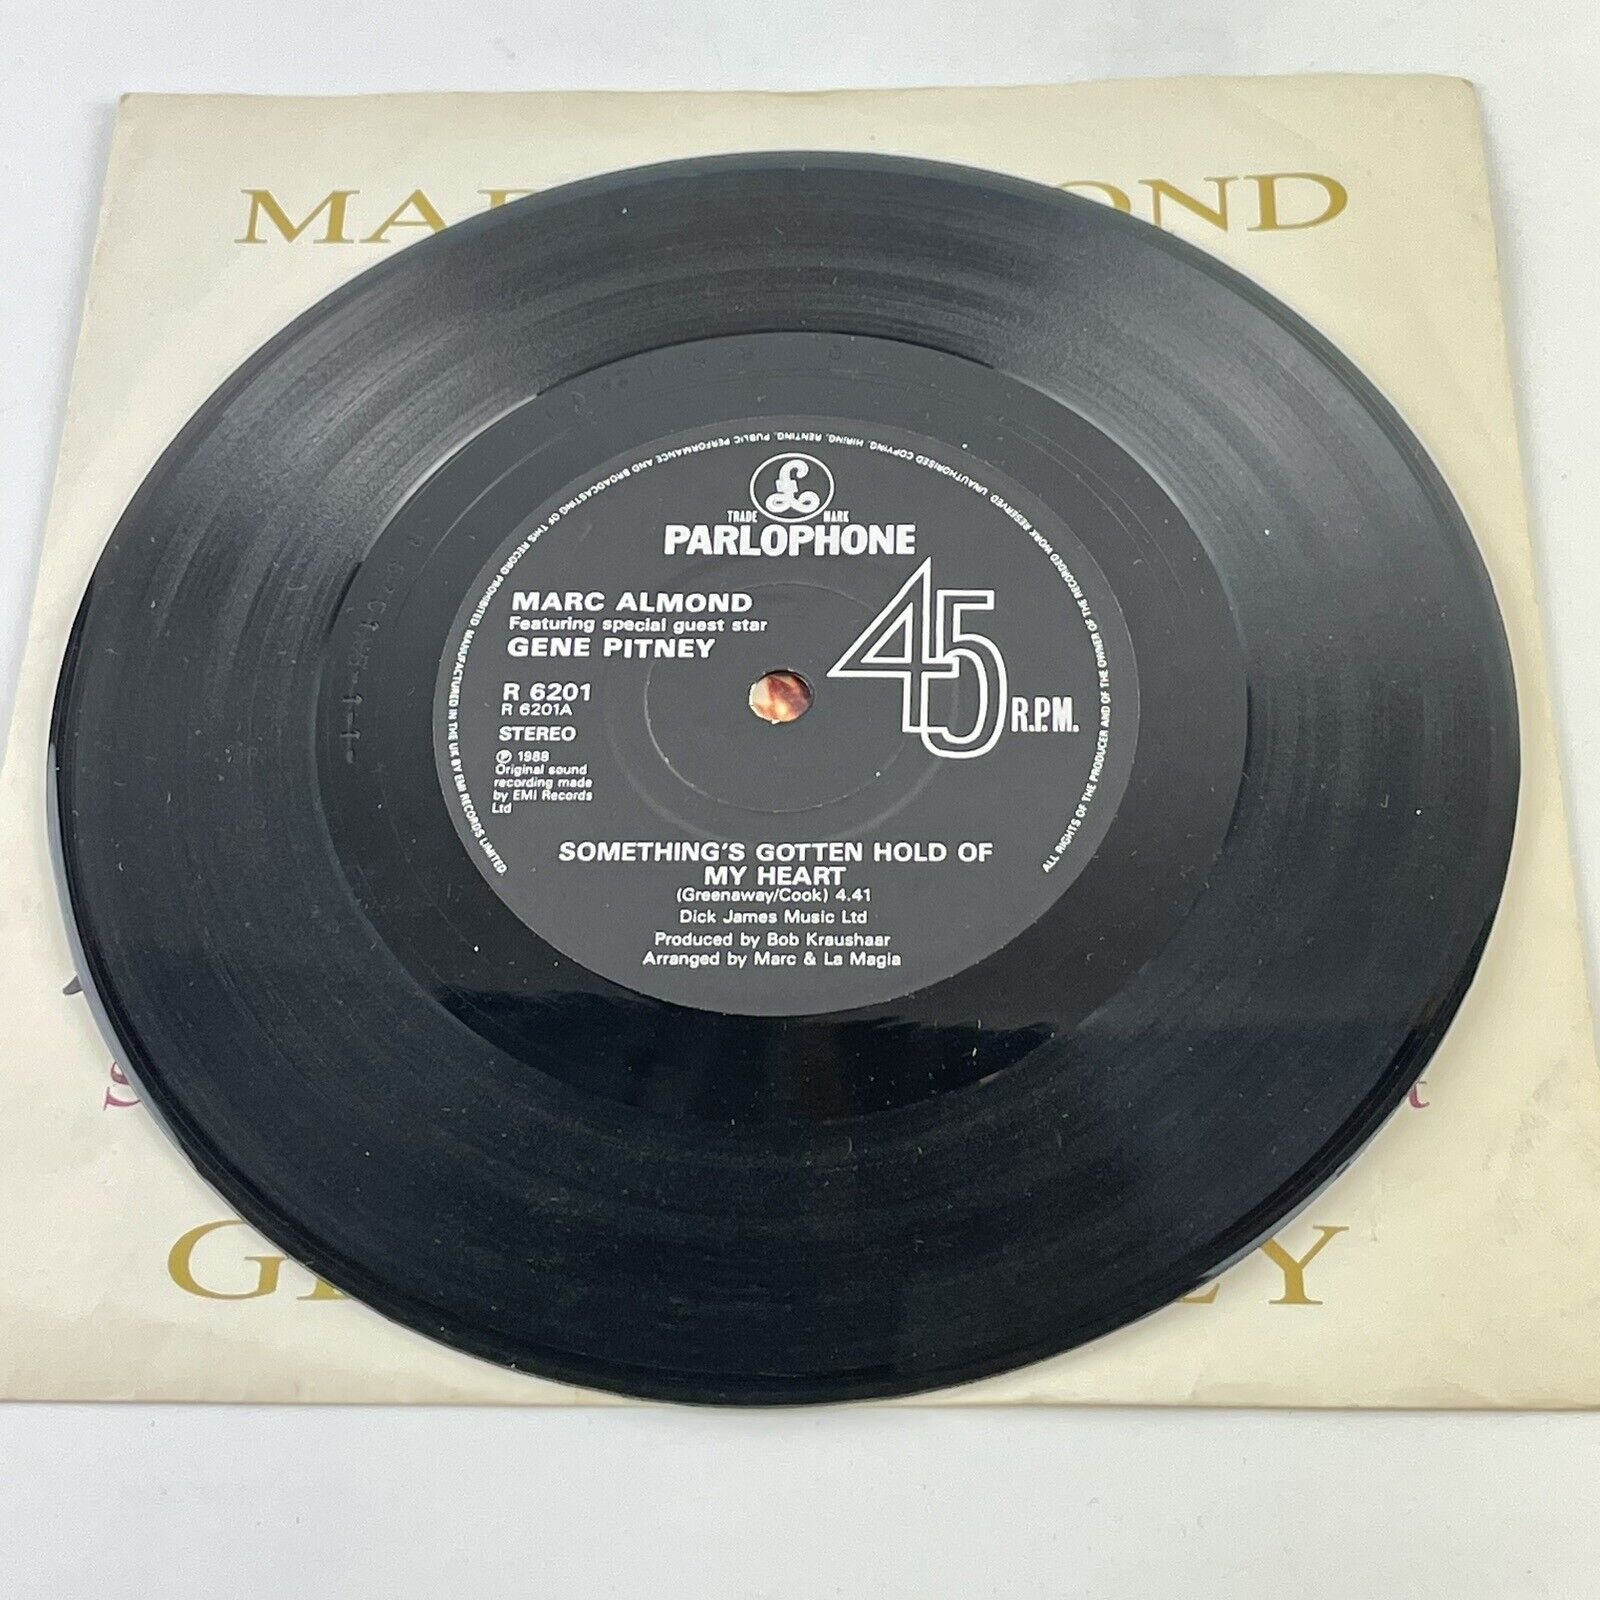 MA OND
PARLOPHONE
TRADE MARK
MARC ALMOND
Featuring special guest star
GENE PITNEY
R 6201
R 6201A
STEREO
℗ 1988
Original sound
recording made
by EMI Records
Ltd
45 R.P.M.
SOMETHING'S GOTTEN HOLD OF
MY HEART
(Greenaway/Cook) 4.41
Dick James Music Ltd
Produced by Bob Kraushaar
Arranged by Marc & La Magia
ALL RIGHTS OF THE PRODUCER AND OF THE OWNER OF THE RECORDED WORK RESERVED. UNAUTHORISED COPYING, HIRING, RENTING, PUBLIC PERFORMANCE AND BROADCASTING OF THIS RECORD PROHIBITED MANUFACTURED IN THE UK BY EMI RECORDS LIMITED.
S t
G EY